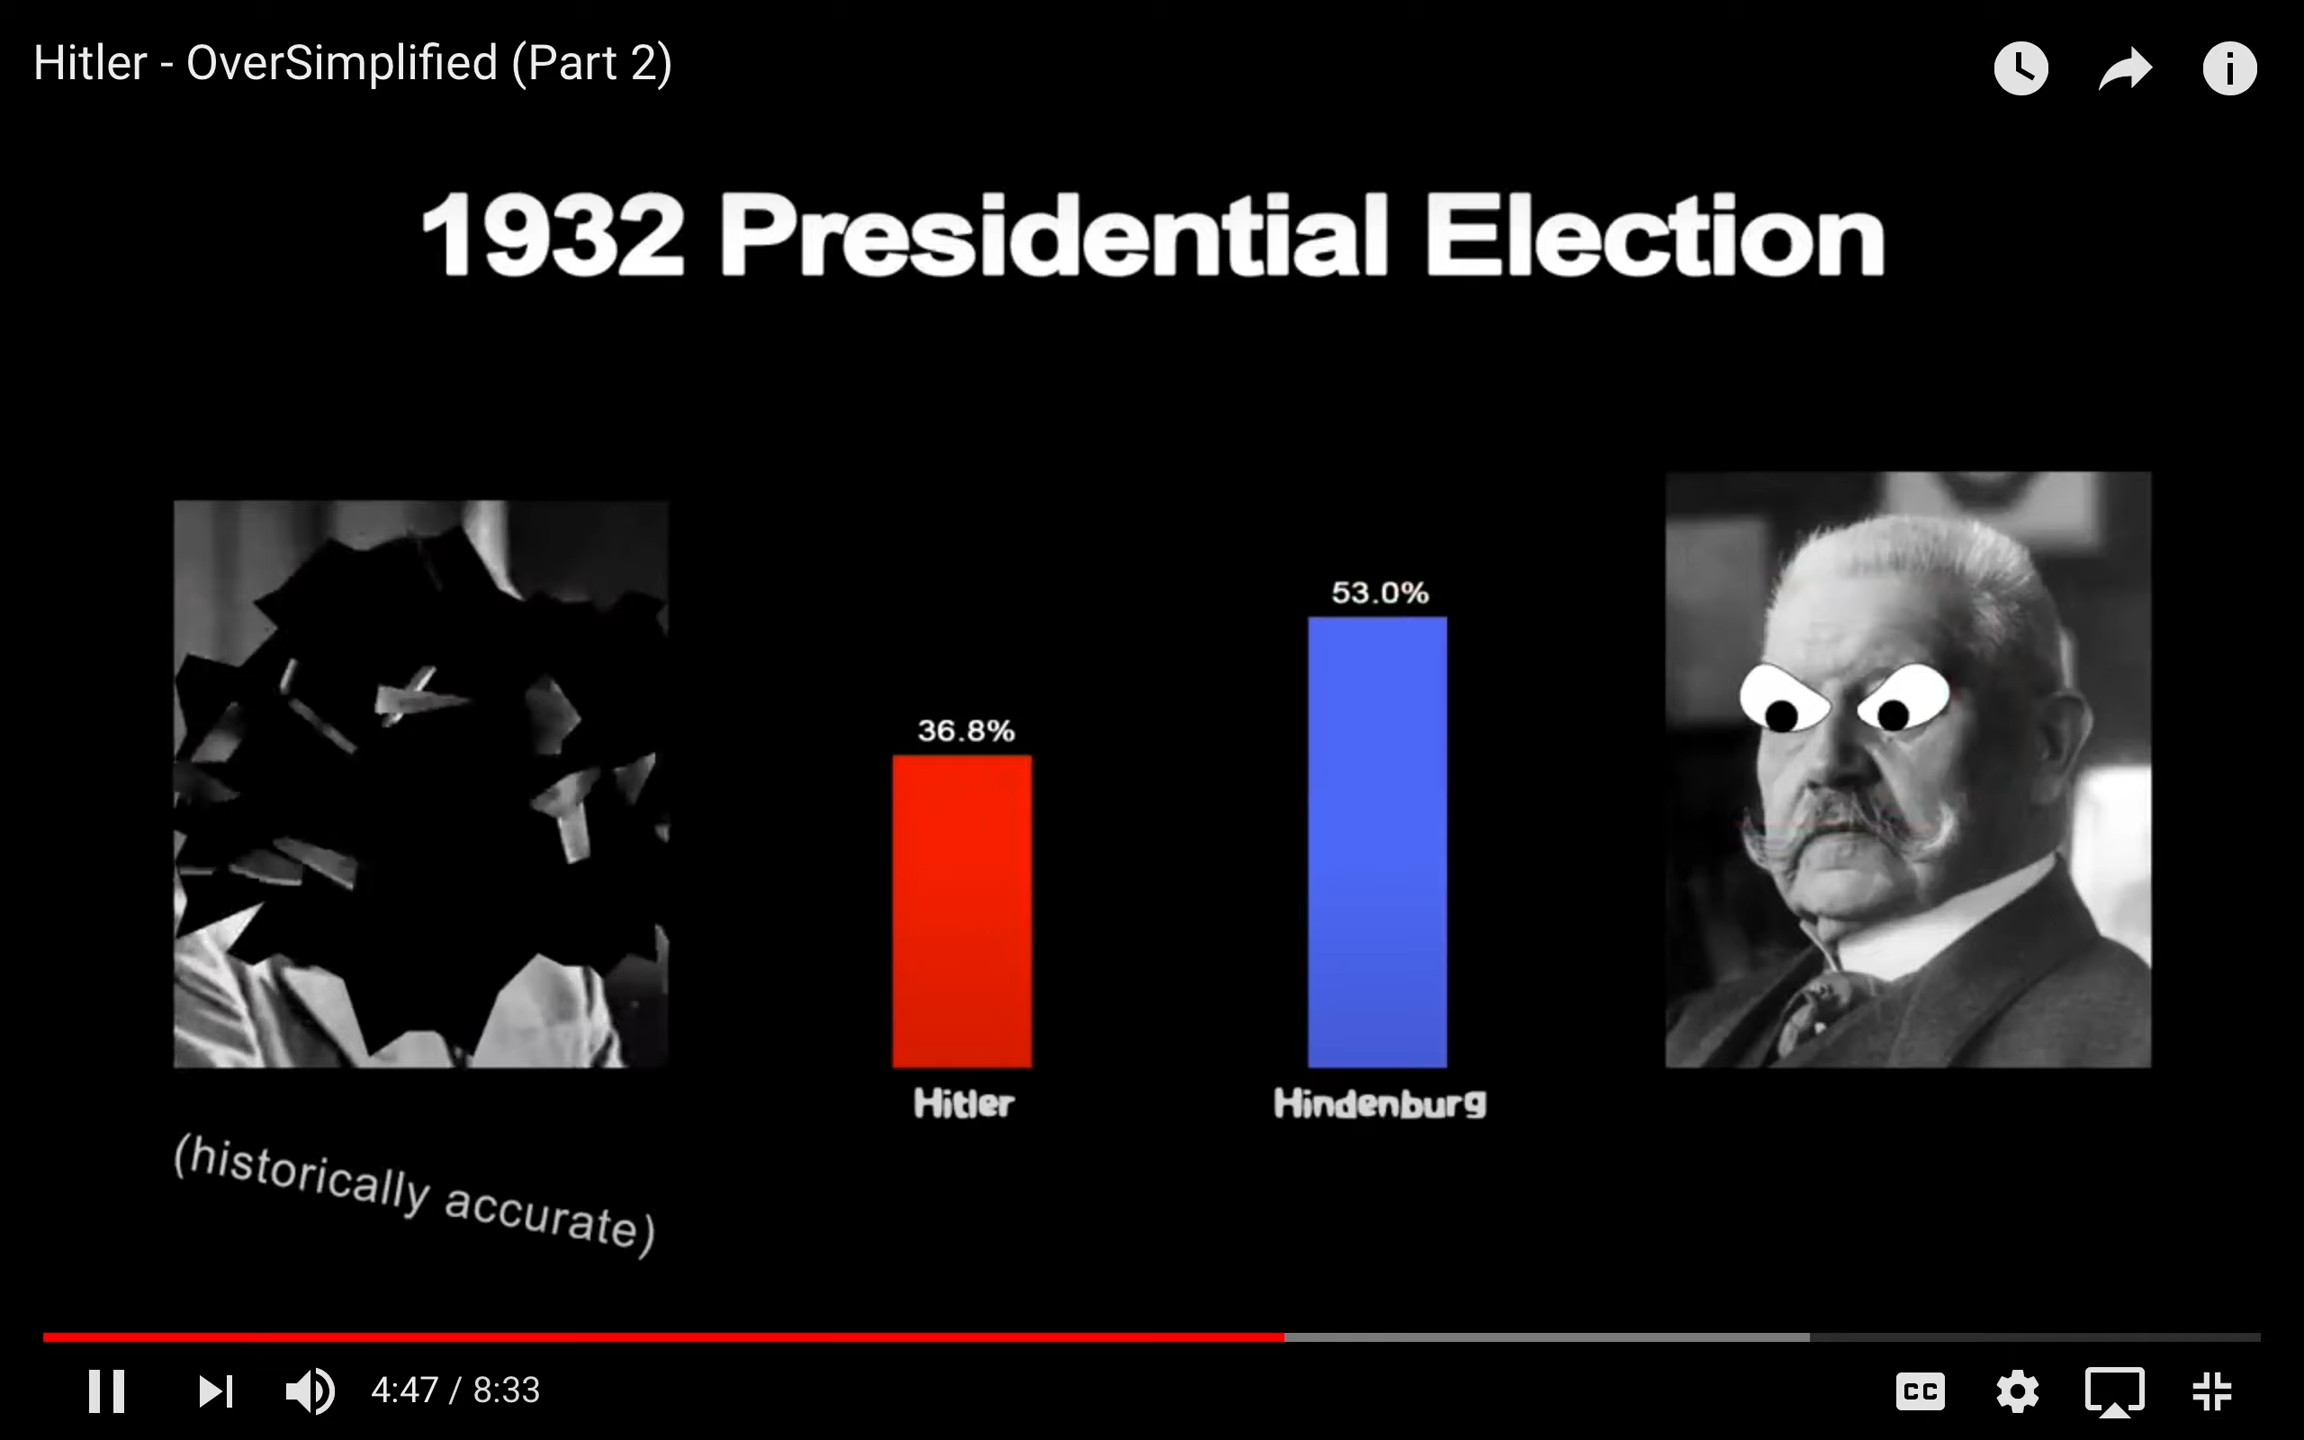 Hitler - OverSimplified (Part 2)
1932 Presidential Election
53.0%
36.8%
Hitler
Hindenburg
(historically accurate)
4:47 / 8:33
CC